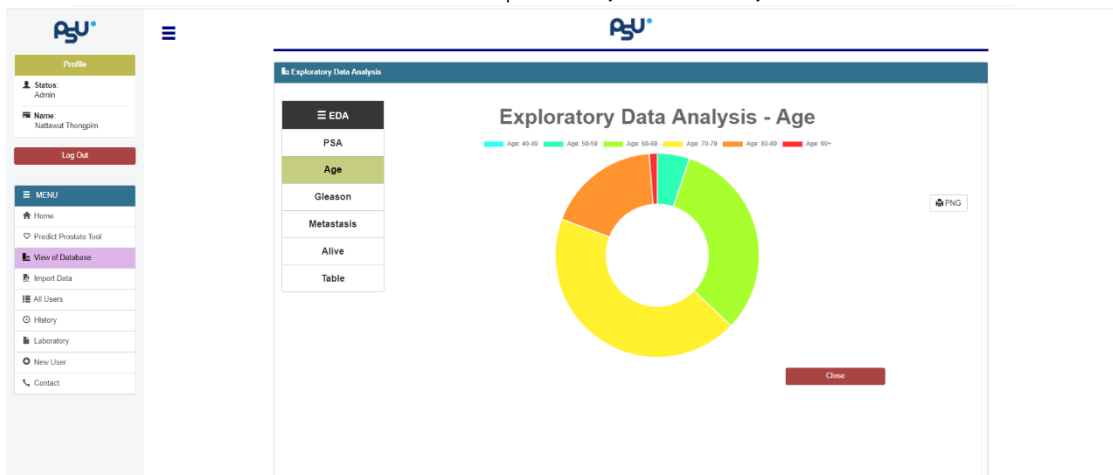 PSU
Profile
Status:
Admin
Name:
Nattawut Thongpim
Log Out
MENU
Home
Predict Prostate Tool
View of Database
Import Data
All Users
History
Laboratory
New User
Contact
PSU
Exploratory Data Analysis
EDA
PSA
Age
Gleason
Metastasis
Alive
Table
Exploratory Data Analysis - Age
Age: 40-49 Age: 50-59 Age: 60-69 Age: 70-79 Age: 80-89 Age: 90+
PNG
Close